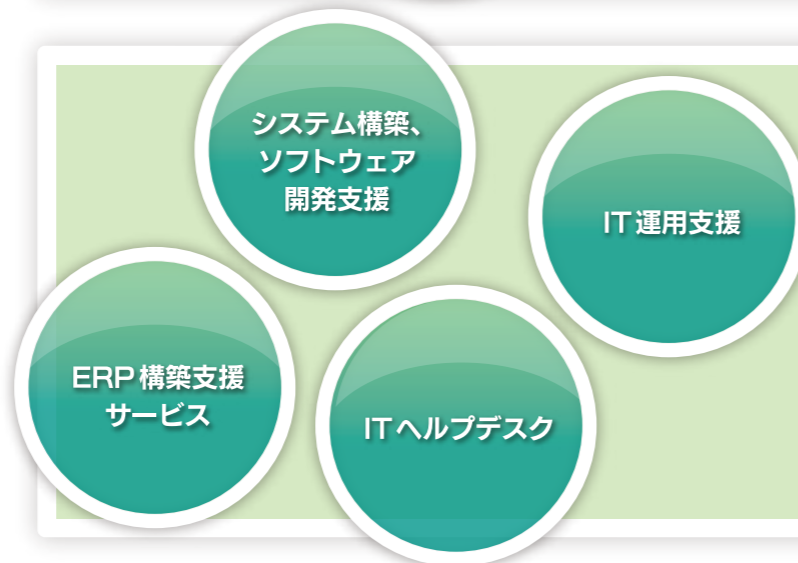 システム構築、
ソフトウェア
開発支援
IT運用支援
ERP構築支援
サービス
ITヘルプデスク